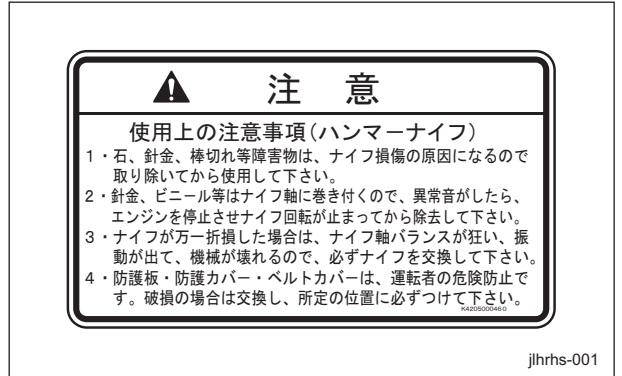 注 意
使用上の注意事項(ハンマーナイフ)
1・石、針金、棒切れ等障害物は、ナイフ損傷の原因になるので
取り除いてから使用して下さい。
2・針金、ビニール等はナイフ軸に巻き付くので、異常音がしたら、
エンジンを停止させナイフ回転が止まってから除去して下さい。
3・ナイフが万一折損した場合は、ナイフ軸バランスが狂い、振
動が出て、機械が壊れるので、必ずナイフを交換して下さい。
4・防護板・防護カバー・ベルトカバーは、運転者の危険防止で
す。破損の場合は交換し、所定の位置に必ずつけて下さい。
K4205000460
jlhrhs-001